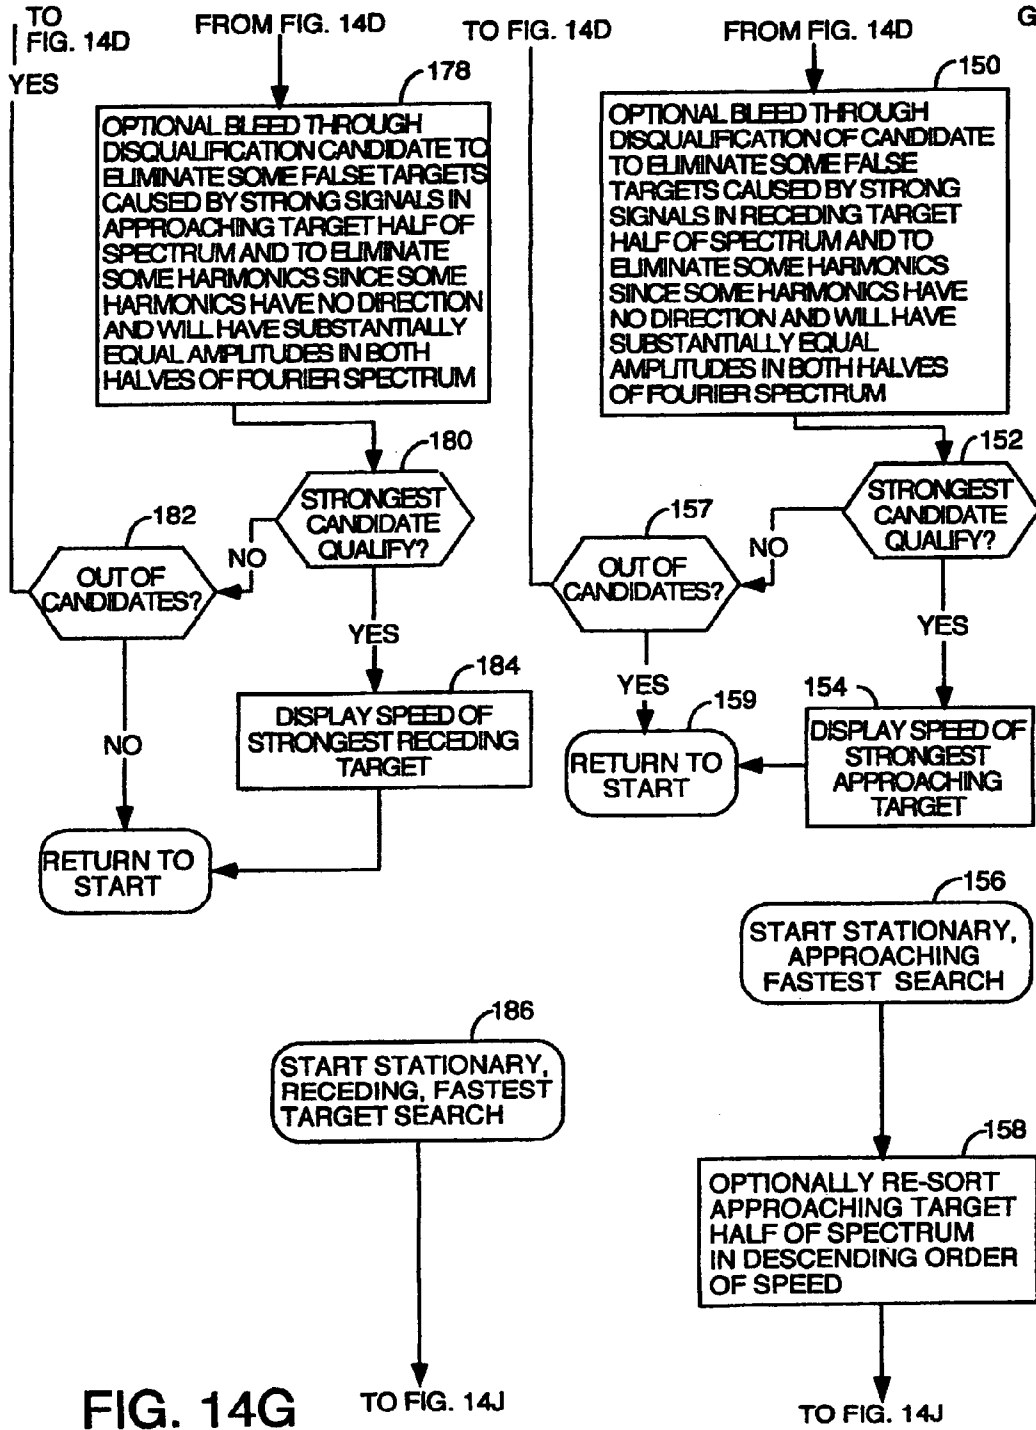 TO
FIG. 14D
YES
FROM FIG. 14D
178
OPTIONAL BLEED THROUGH
DISQUALIFICATION CANDIDATE TO
ELIMINATE SOME FALSE TARGETS
CAUSED BY STRONG SIGNALS IN
APPROACHING TARGET HALF OF
SPECTRUM AND TO ELIMINATE
SOME HARMONICS SINCE SOME
HARMONICS HAVE NO DIRECTION
AND WILL HAVE SUBSTANTIALLY
EQUAL AMPLITUDES IN BOTH
HALVES OF FOURIER SPECTRUM
180
STRONGEST
CANDIDATE
QUALIFY?
NO
182
OUT OF
CANDIDATES?
YES
184
DISPLAY SPEED OF
STRONGEST RECEDING
TARGET
NO
RETURN TO
START
TO FIG. 14D
FROM FIG. 14D
G
150
OPTIONAL BLEED THROUGH
DISQUALIFICATION OF CANDIDATE
TO ELIMINATE SOME FALSE
TARGETS CAUSED BY STRONG
SIGNALS IN RECEDING TARGET
HALF OF SPECTRUM AND TO
ELIMINATE SOME HARMONICS
SINCE SOME HARMONICS HAVE
NO DIRECTION AND WILL HAVE
SUBSTANTIALLY EQUAL
AMPLITUDES IN BOTH HALVES
OF FOURIER SPECTRUM
152
STRONGEST
CANDIDATE
QUALIFY?
NO
157
OUT OF
CANDIDATES?
YES
YES
159
RETURN TO
START
154
DISPLAY SPEED OF
STRONGEST
APPROACHING
TARGET
156
START STATIONARY,
APPROACHING
FASTEST SEARCH
186
START STATIONARY,
RECEDING, FASTEST
TARGET SEARCH
158
OPTIONALLY RE-SORT
APPROACHING TARGET
HALF OF SPECTRUM
IN DESCENDING ORDER
OF SPEED
FIG. 14G
TO FIG. 14J
TO FIG. 14J